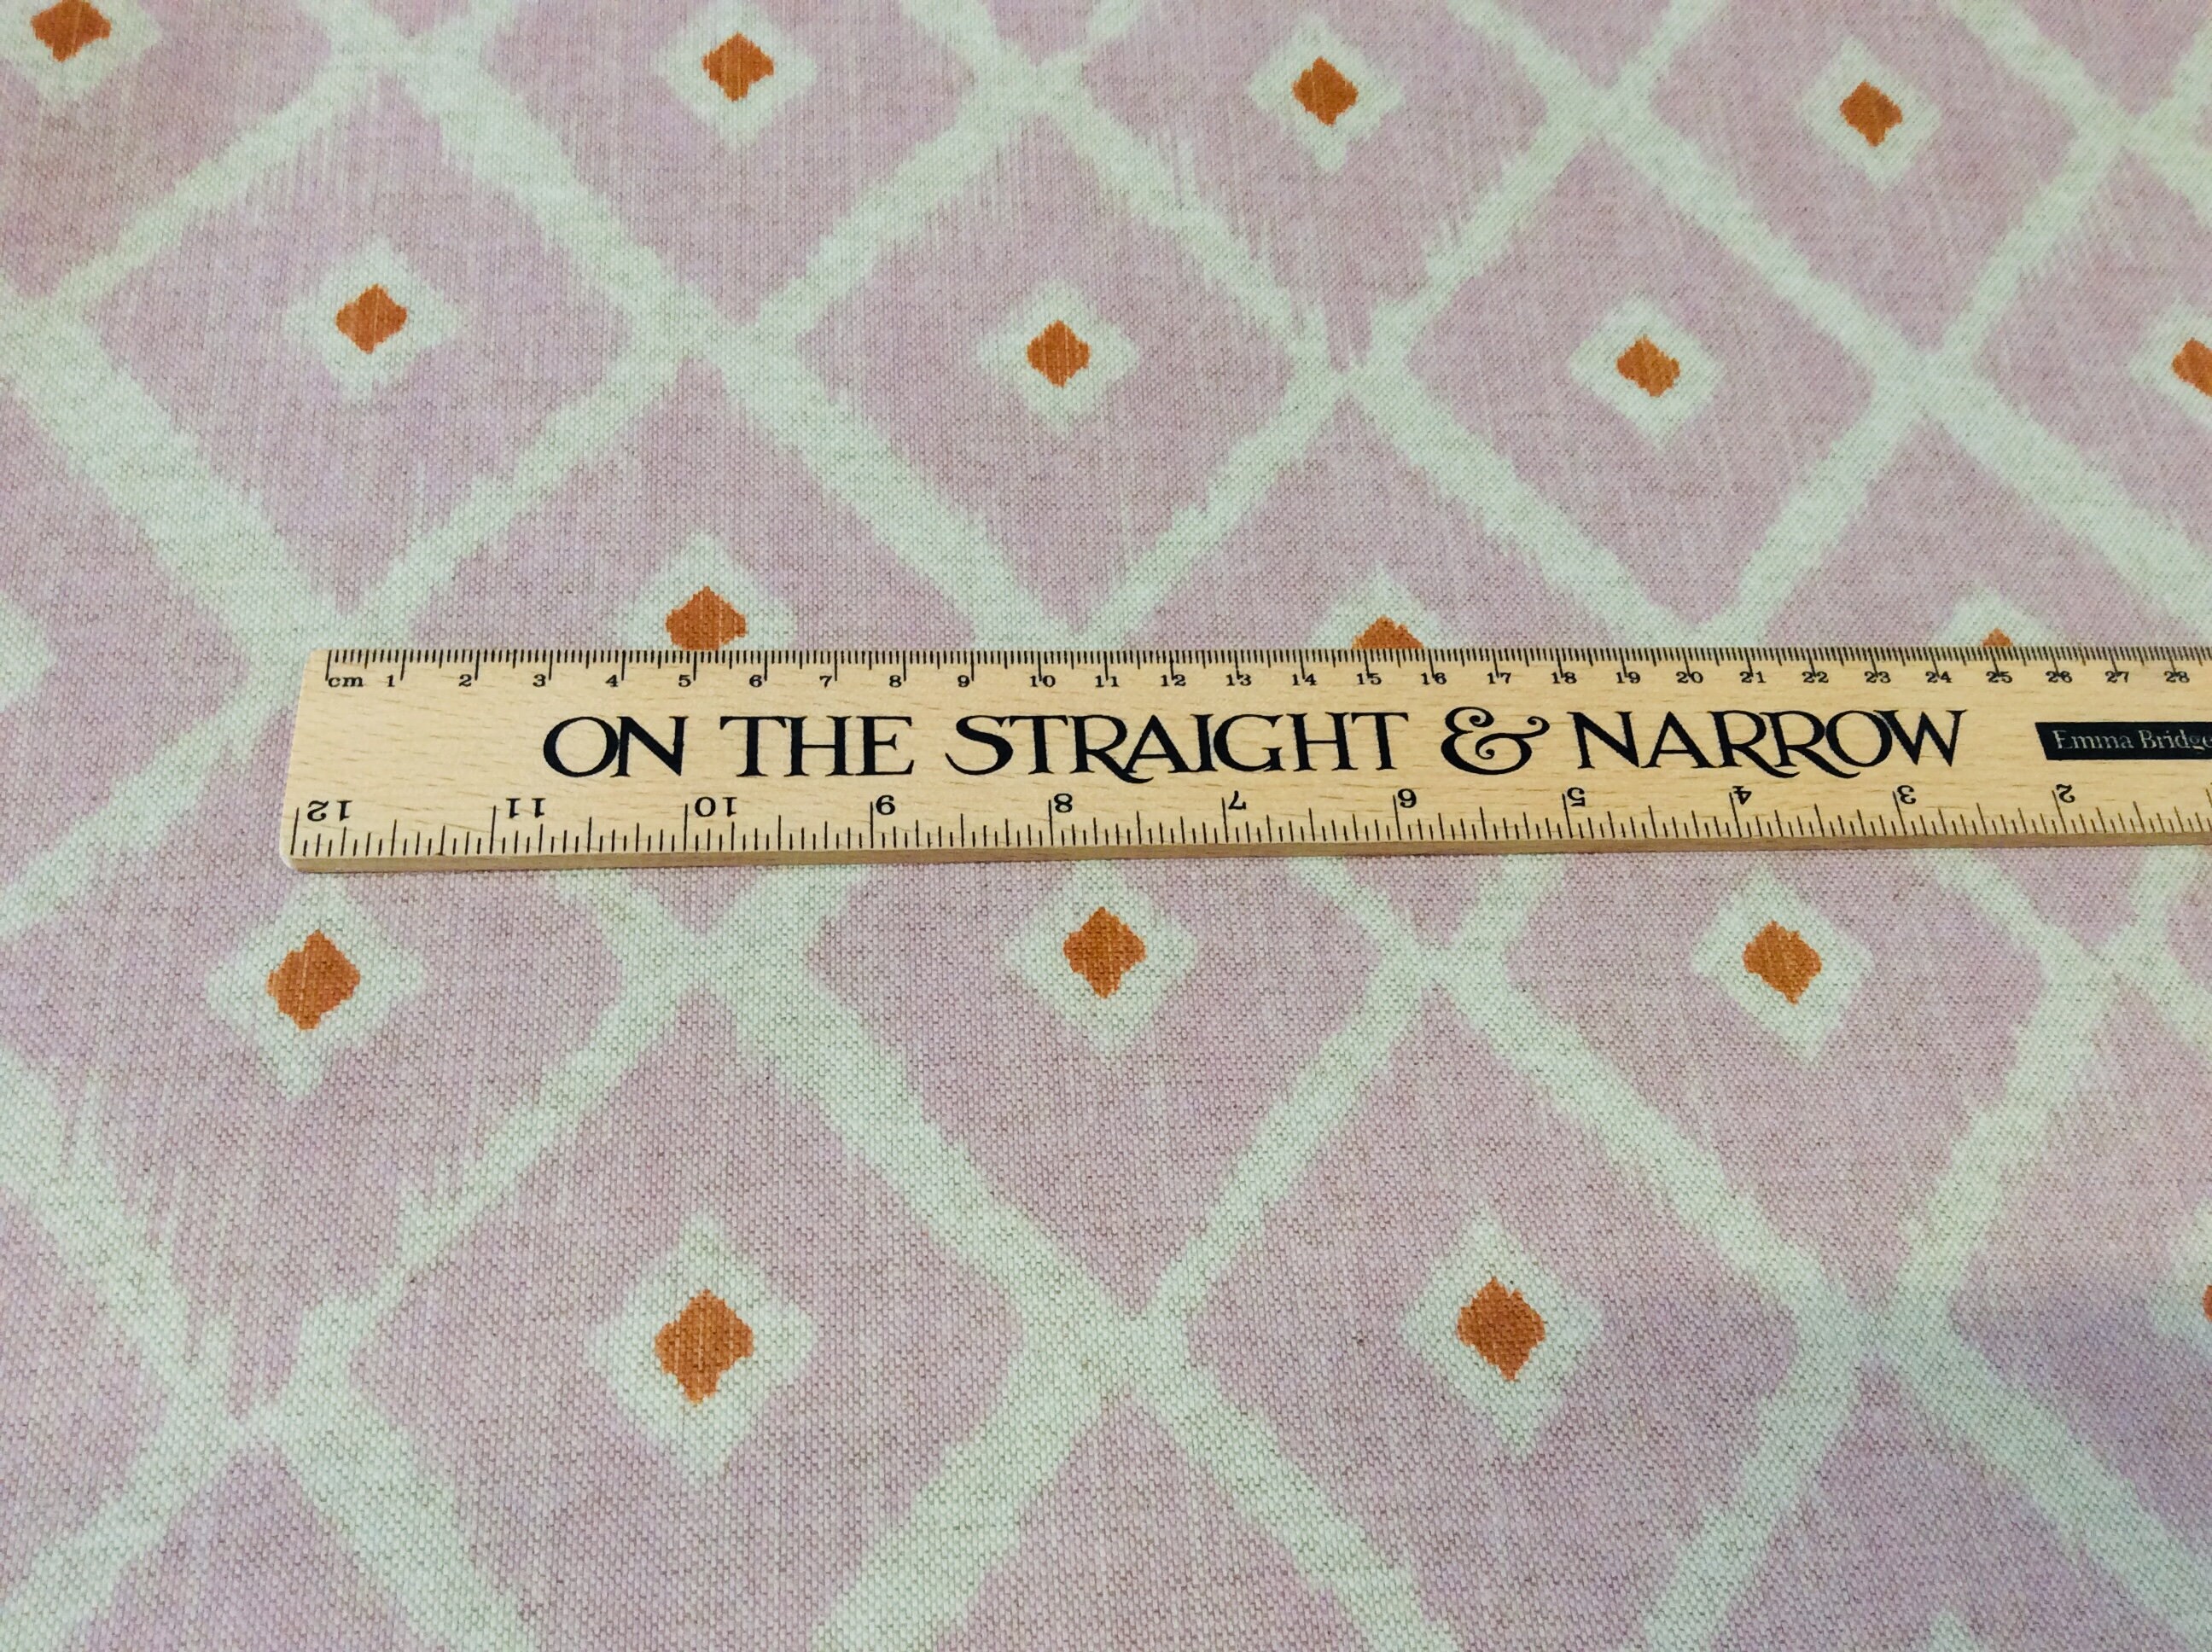 cm 1 2 3 4 5 6 7 8 9 10 11 12 13 14 15 16 17 18 19 20 21 22 23 24 25 26 27 28
ON THE STRAIGHT & NARROW Emma Bridge
12 11 10 9 8 7 6 5 4 3 2